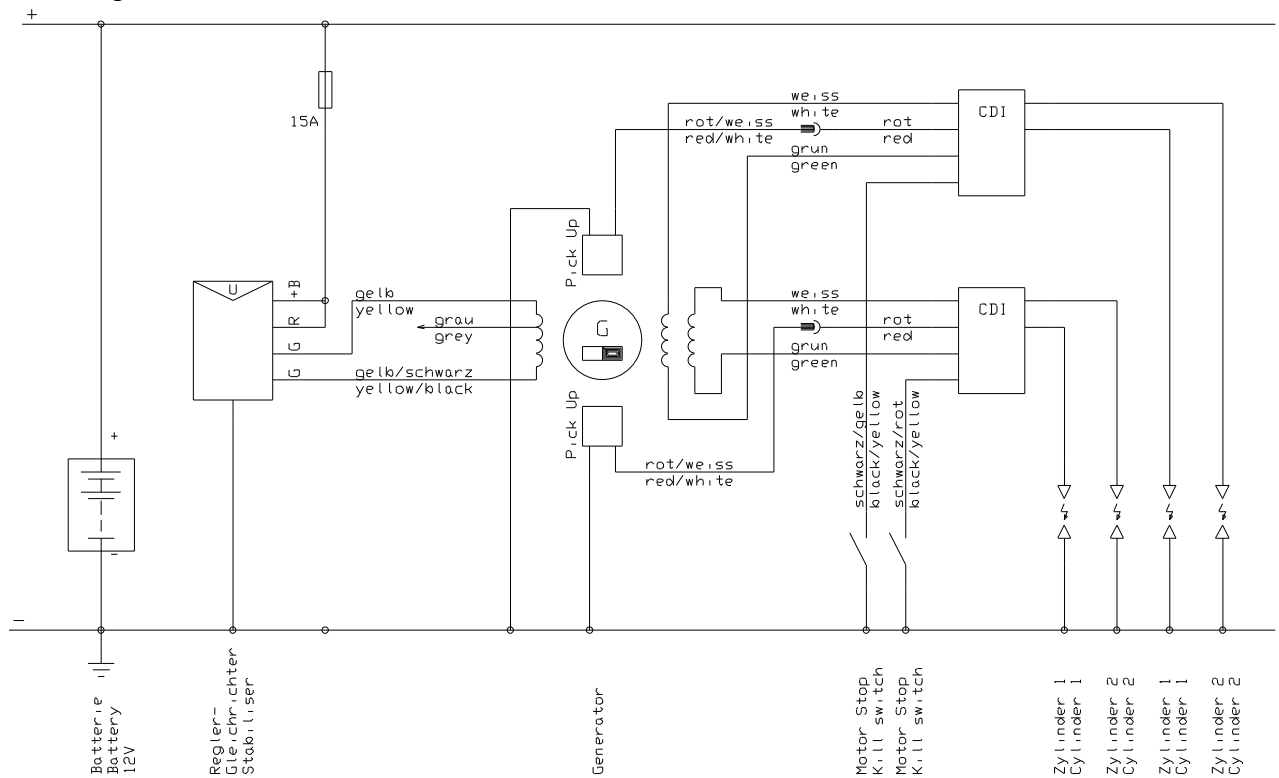 +
15A
weiss
white
rot/weiss
red/white
rot
red
grun
green
CDI
Pick Up
U
+B
R
G
G
gelb
yellow
grau
grey
gelb/schwarz
yellow/black
G
weiss
white
rot
red
grun
green
CDI
Pick Up
rot/weiss
red/white
schwarz/gelb
black/yellow
schwarz/rot
black/yellow
+
-
-
Batterie
Battery
12V
Regler-
Gleichrichter
Stabiliser
Generator
Motor Stop
Kill switch
Motor Stop
Kill switch
Zylinder 1
Cylinder 1
Zylinder 2
Cylinder 2
Zylinder 1
Cylinder 1
Zylinder 2
Cylinder 2